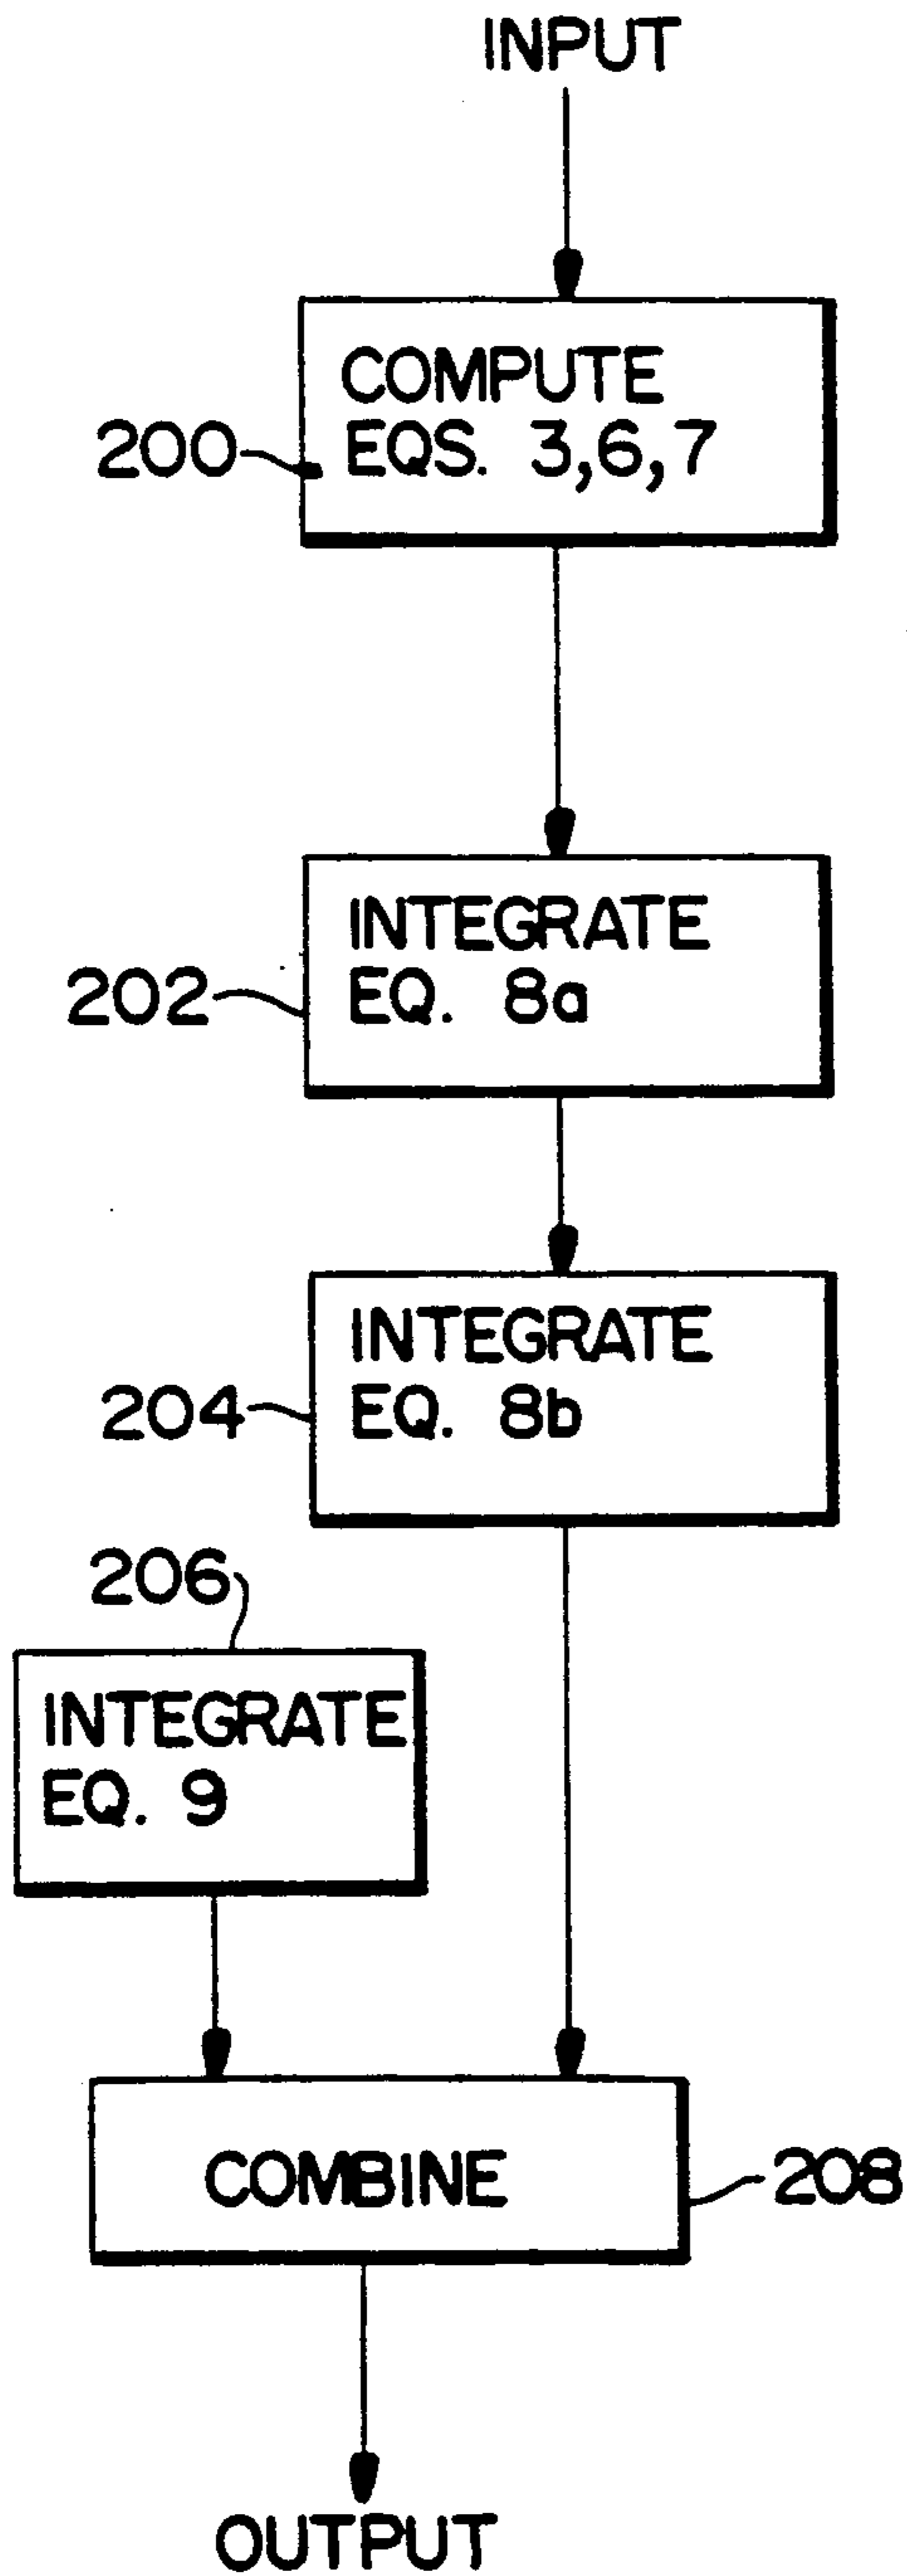 INPUT
COMPUTE
200 EQS. 3,6,7
INTEGRATE
202 EQ. 8a
INTEGRATE
204 EQ. 8b
206
INTEGRATE
EQ. 9
COMBINE 208
OUTPUT